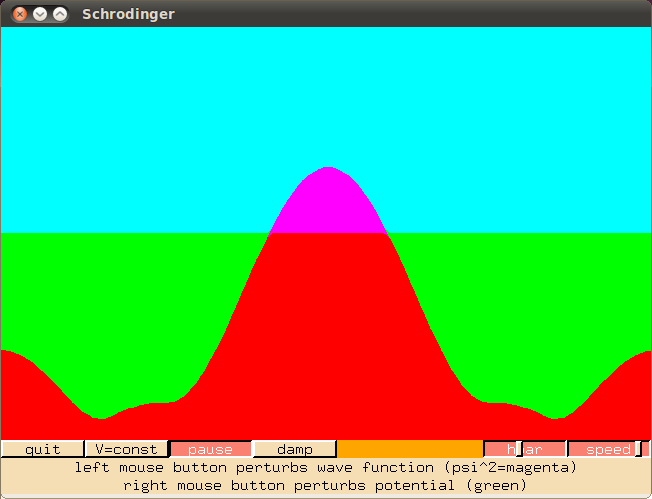 Schrodinger
quit V=const pause damp speed
left mouse button perturbs wave function (psi^2=magenta)
right mouse button perturbs potential (green)